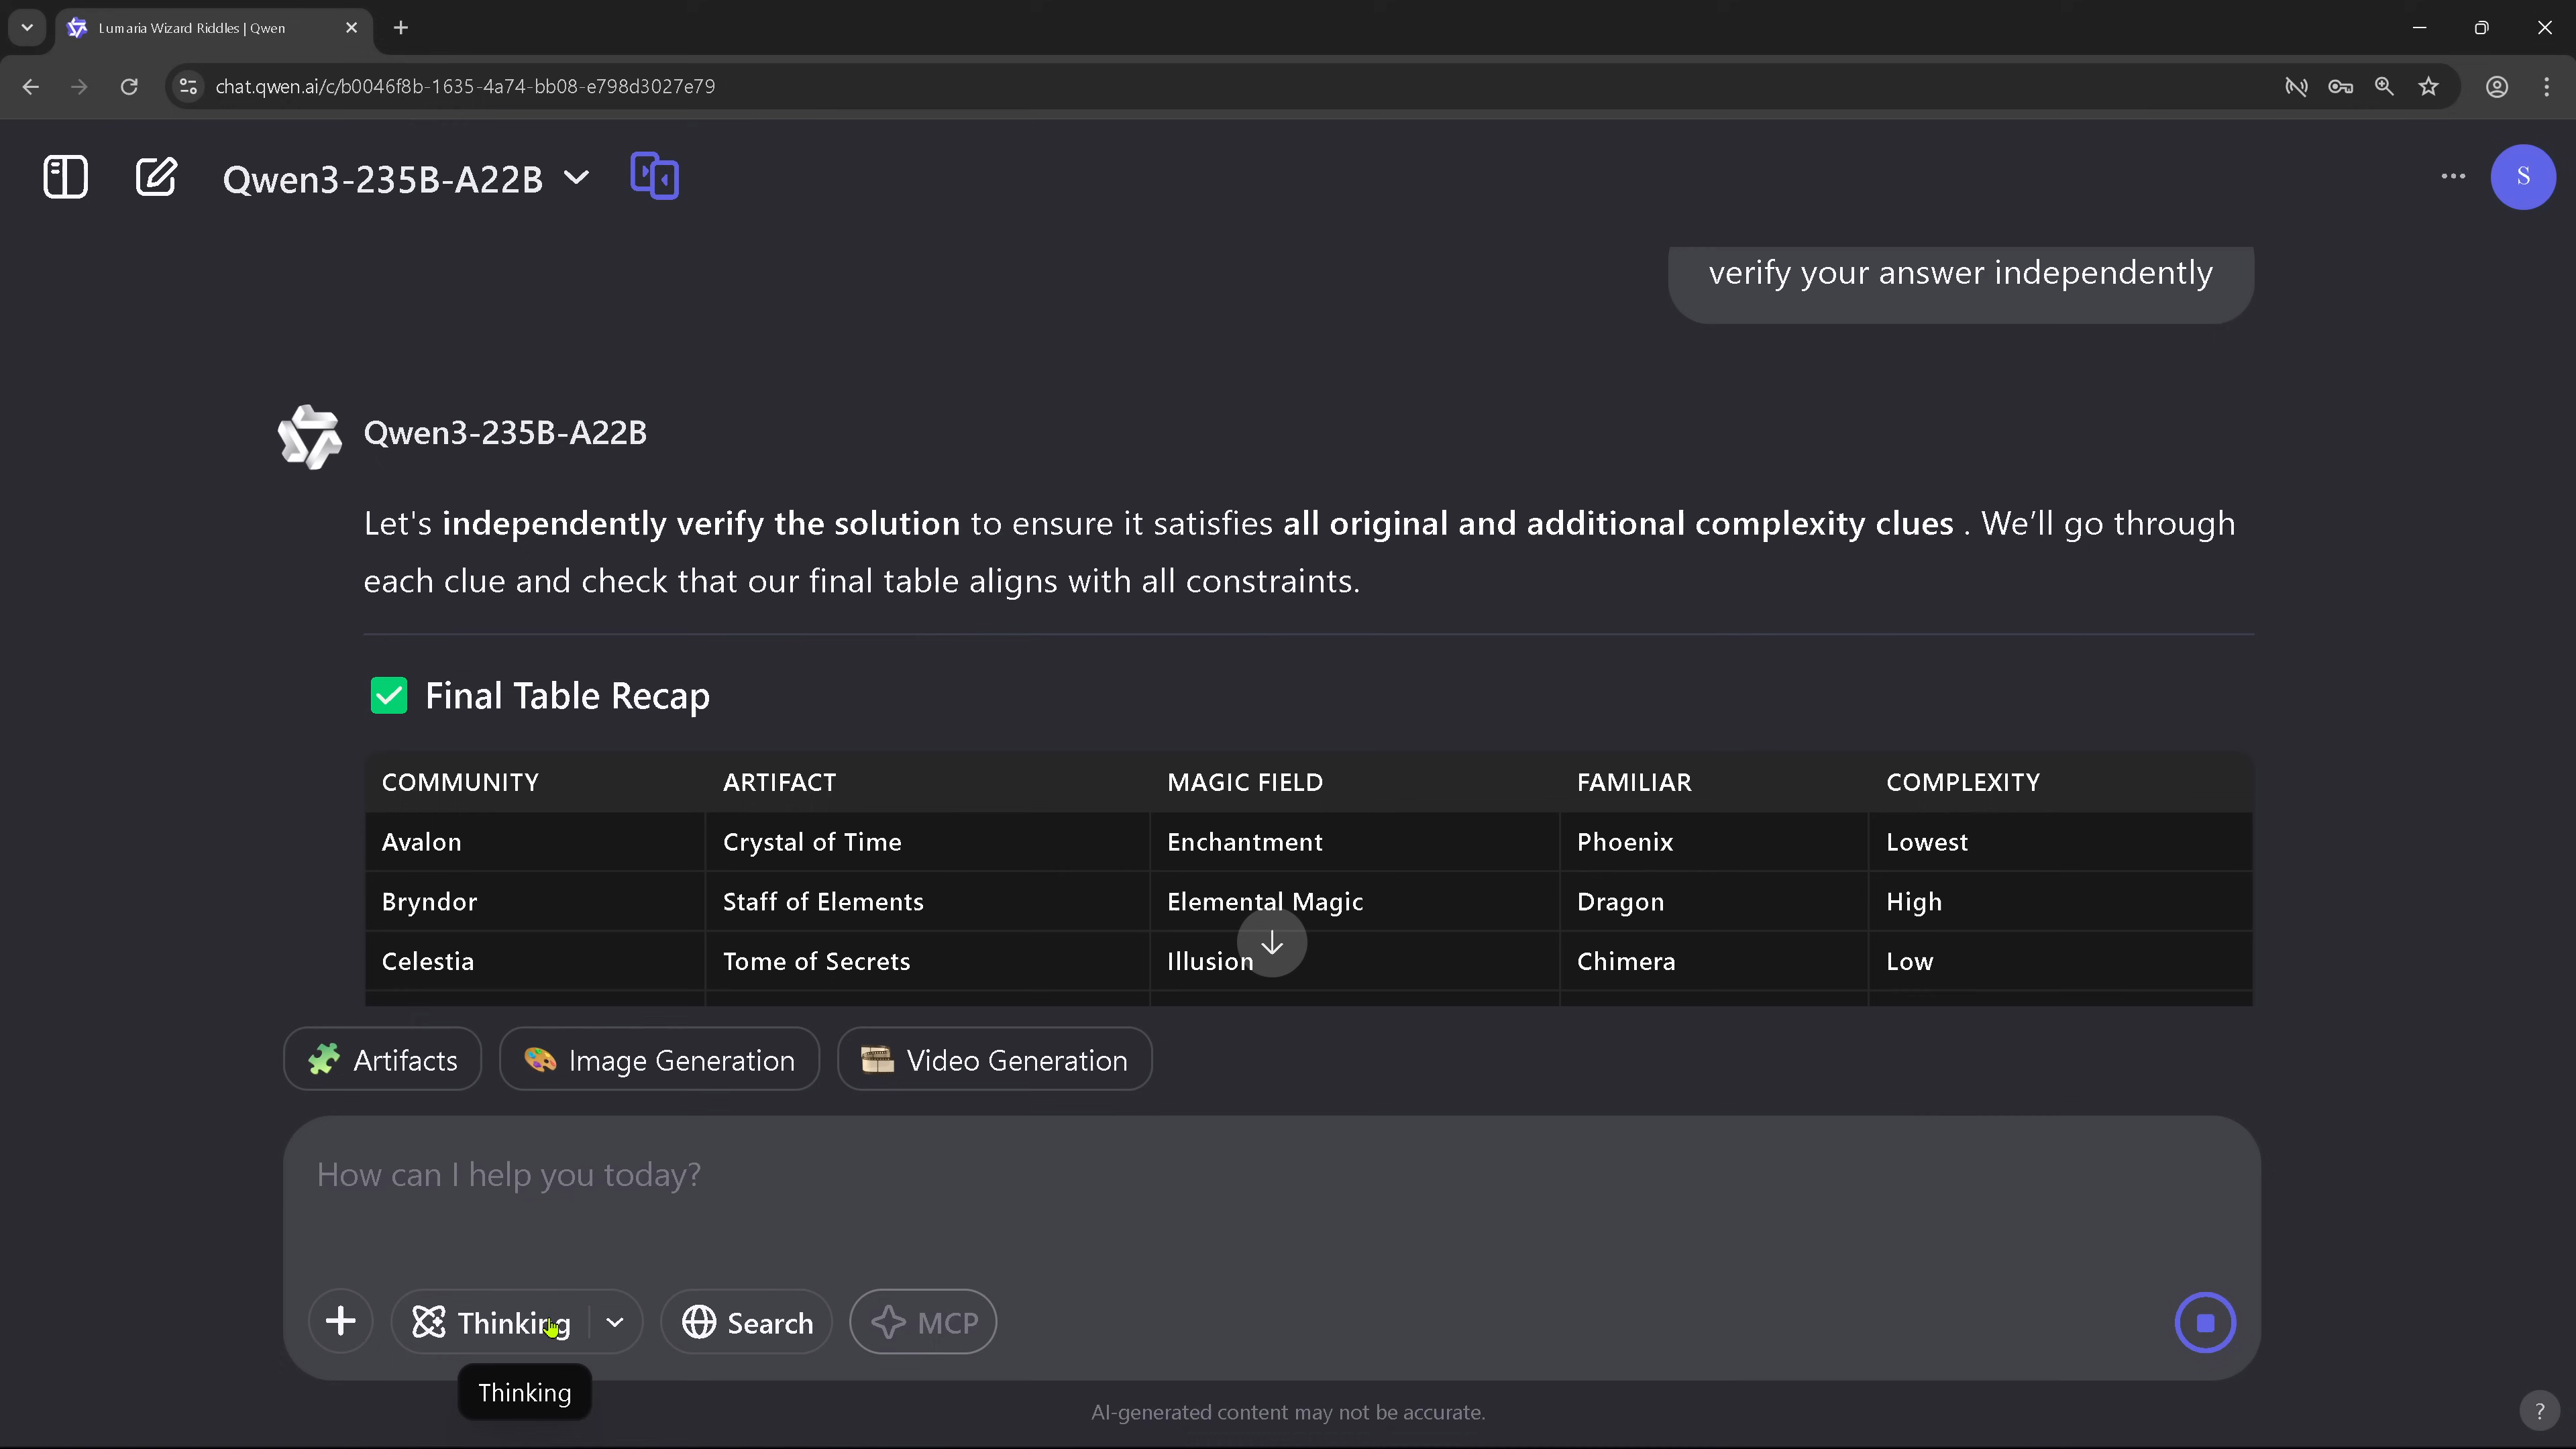 Lumaria Wizard Riddles | Qwen
chat.qwen.ai/c/b0046f8b-1635-4a74-bb08-e798d3027e79
Qwen3-235B-A22B
S
verify your answer independently
Qwen3-235B-A22B
Let's independently verify the solution to ensure it satisfies all original and additional complexity clues . We’ll go through
each clue and check that our final table aligns with all constraints.
Final Table Recap
COMMUNITY ARTIFACT MAGIC FIELD FAMILIAR COMPLEXITY
Avalon Crystal of Time Enchantment Phoenix Lowest
Bryndor Staff of Elements Elemental Magic Dragon High
Celestia Tome of Secrets Illusion Chimera Low
Artifacts Image Generation Video Generation
How can I help you today?
Thinking Search MCP
Thinking
AI-generated content may not be accurate.
?